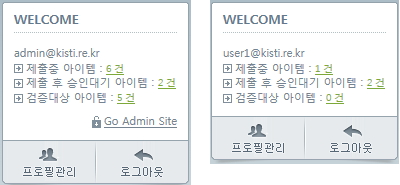 WELCOME
admin@kisti.re.kr
제출중 아이템 : 6 건
제출 후 승인대기 아이템 : 2 건
검증대상 아이템 : 5 건
Go Admin Site
프로필관리
로그아웃
WELCOME
user1@kisti.re.kr
제출중 아이템 : 1 건
제출 후 승인대기 아이템 : 2 건
검증대상 아이템 : 0 건
프로필관리
로그아웃